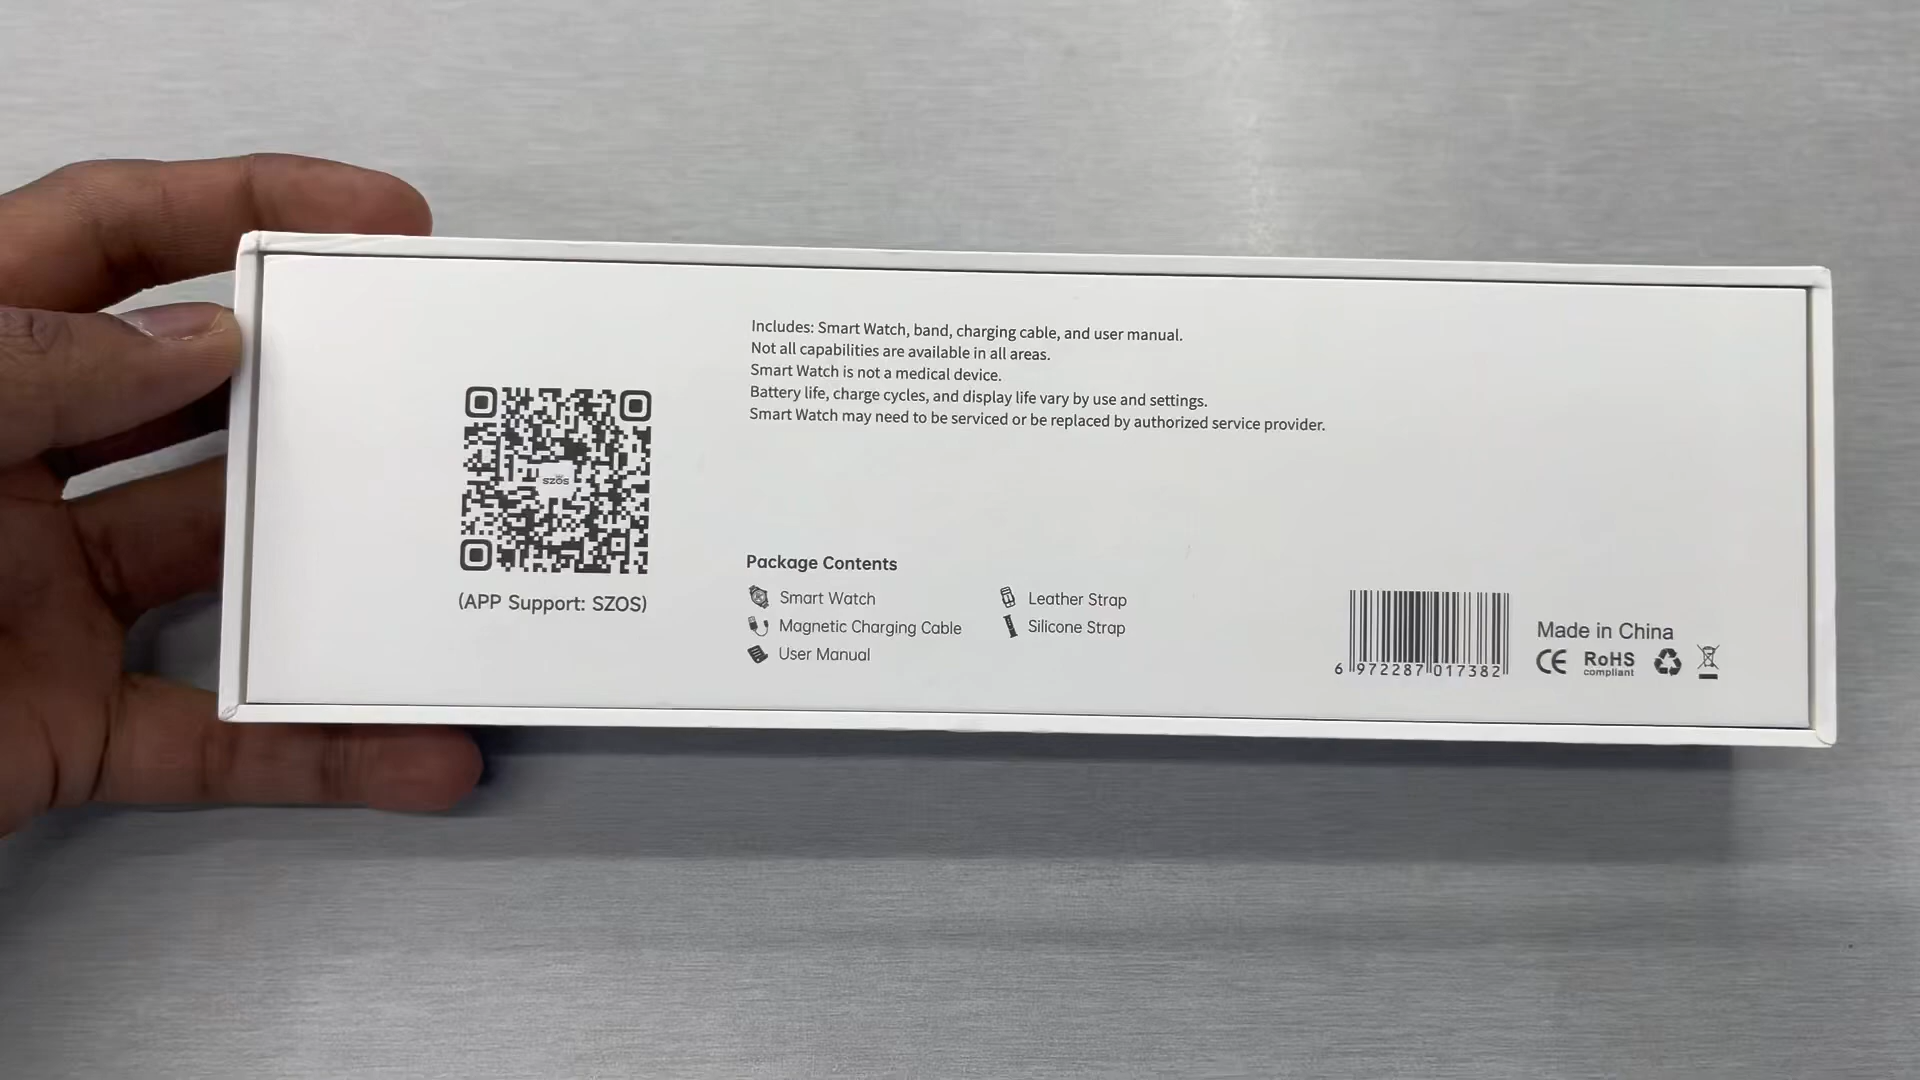 Includes: Smart Watch, band, charging cable, and user manual.
Not all capabilities are available in all areas.
Smart Watch is not a medical device.
Battery life, charge cycles, and display life vary by use and settings.
Smart Watch may need to be serviced or be replaced by authorized service provider.
SZOS
(APP Support: SZOS)
Package Contents
Smart Watch
Magnetic Charging Cable
User Manual
Leather Strap
Silicone Strap
6 972287 017382
Made in China
CE RoHS
compliant